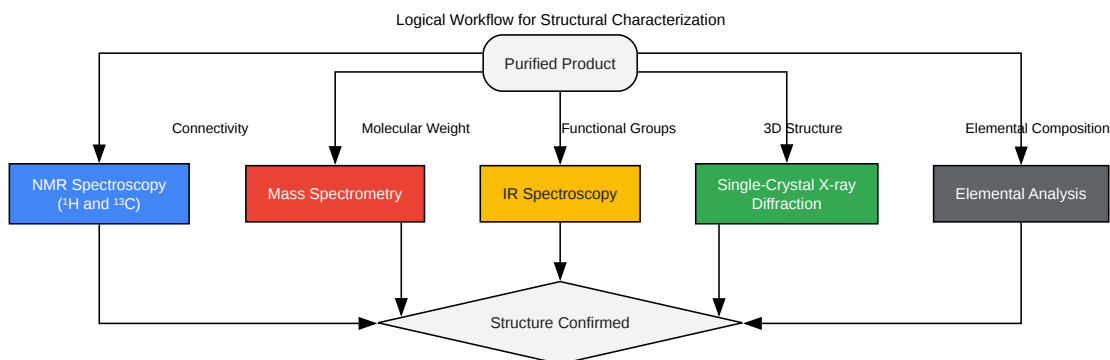 Logical Workflow for Structural Characterization
Purified Product
Connectivity
Molecular Weight
Functional Groups
3D Structure
Elemental Composition
NMR Spectroscopy
(¹H and ¹³C)
Mass Spectrometry
IR Spectroscopy
Single-Crystal X-ray
Diffraction
Elemental Analysis
Structure Confirmed